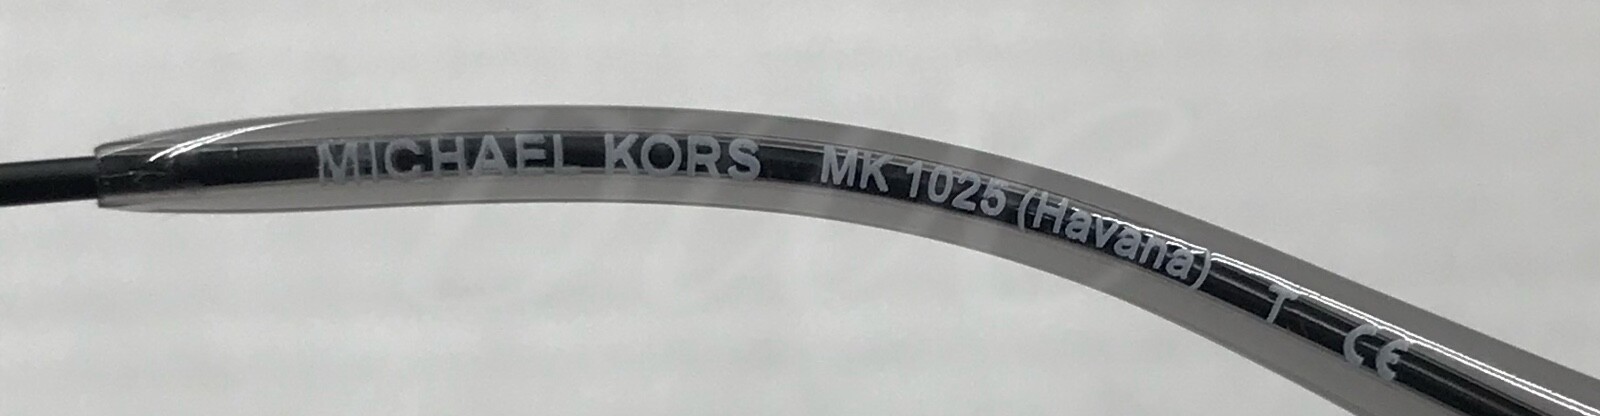 MICHAEL KORS MK 1025 (Havana) T CE